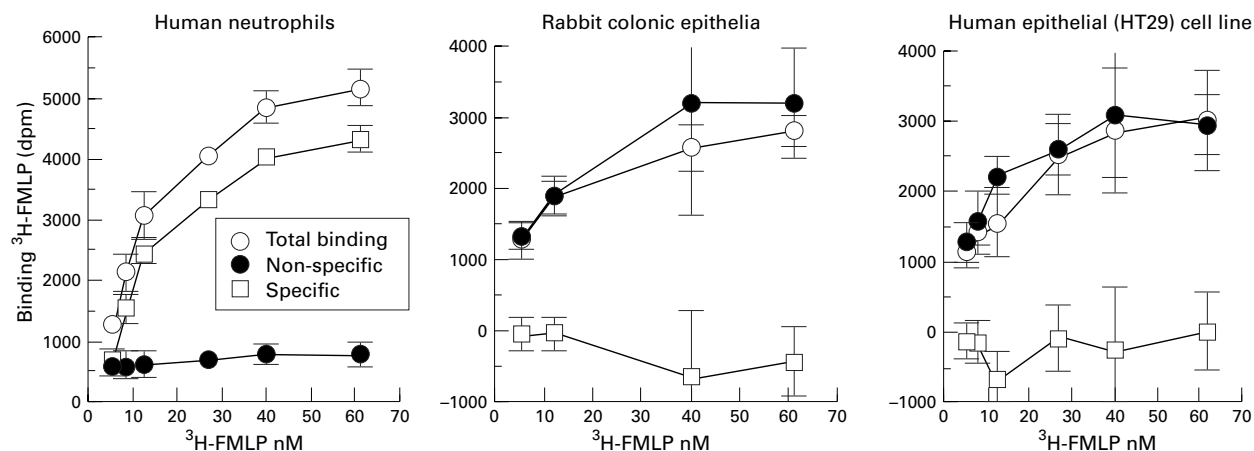 Human neutrophils
Rabbit colonic epithelia
Human epithelial (HT29) cell line
Binding ³H-FMLP (dpm)
6000
5000
4000
3000
2000
1000
0
0 10 20 30 40 50 60 70
³H-FMLP nM
Total binding
Non-specific
Specific
4000
3000
2000
1000
0
–1000
0 10 20 30 40 50 60 70
³H-FMLP nM
4000
3000
2000
1000
0
–1000
0 10 20 30 40 50 60 70
³H-FMLP nM